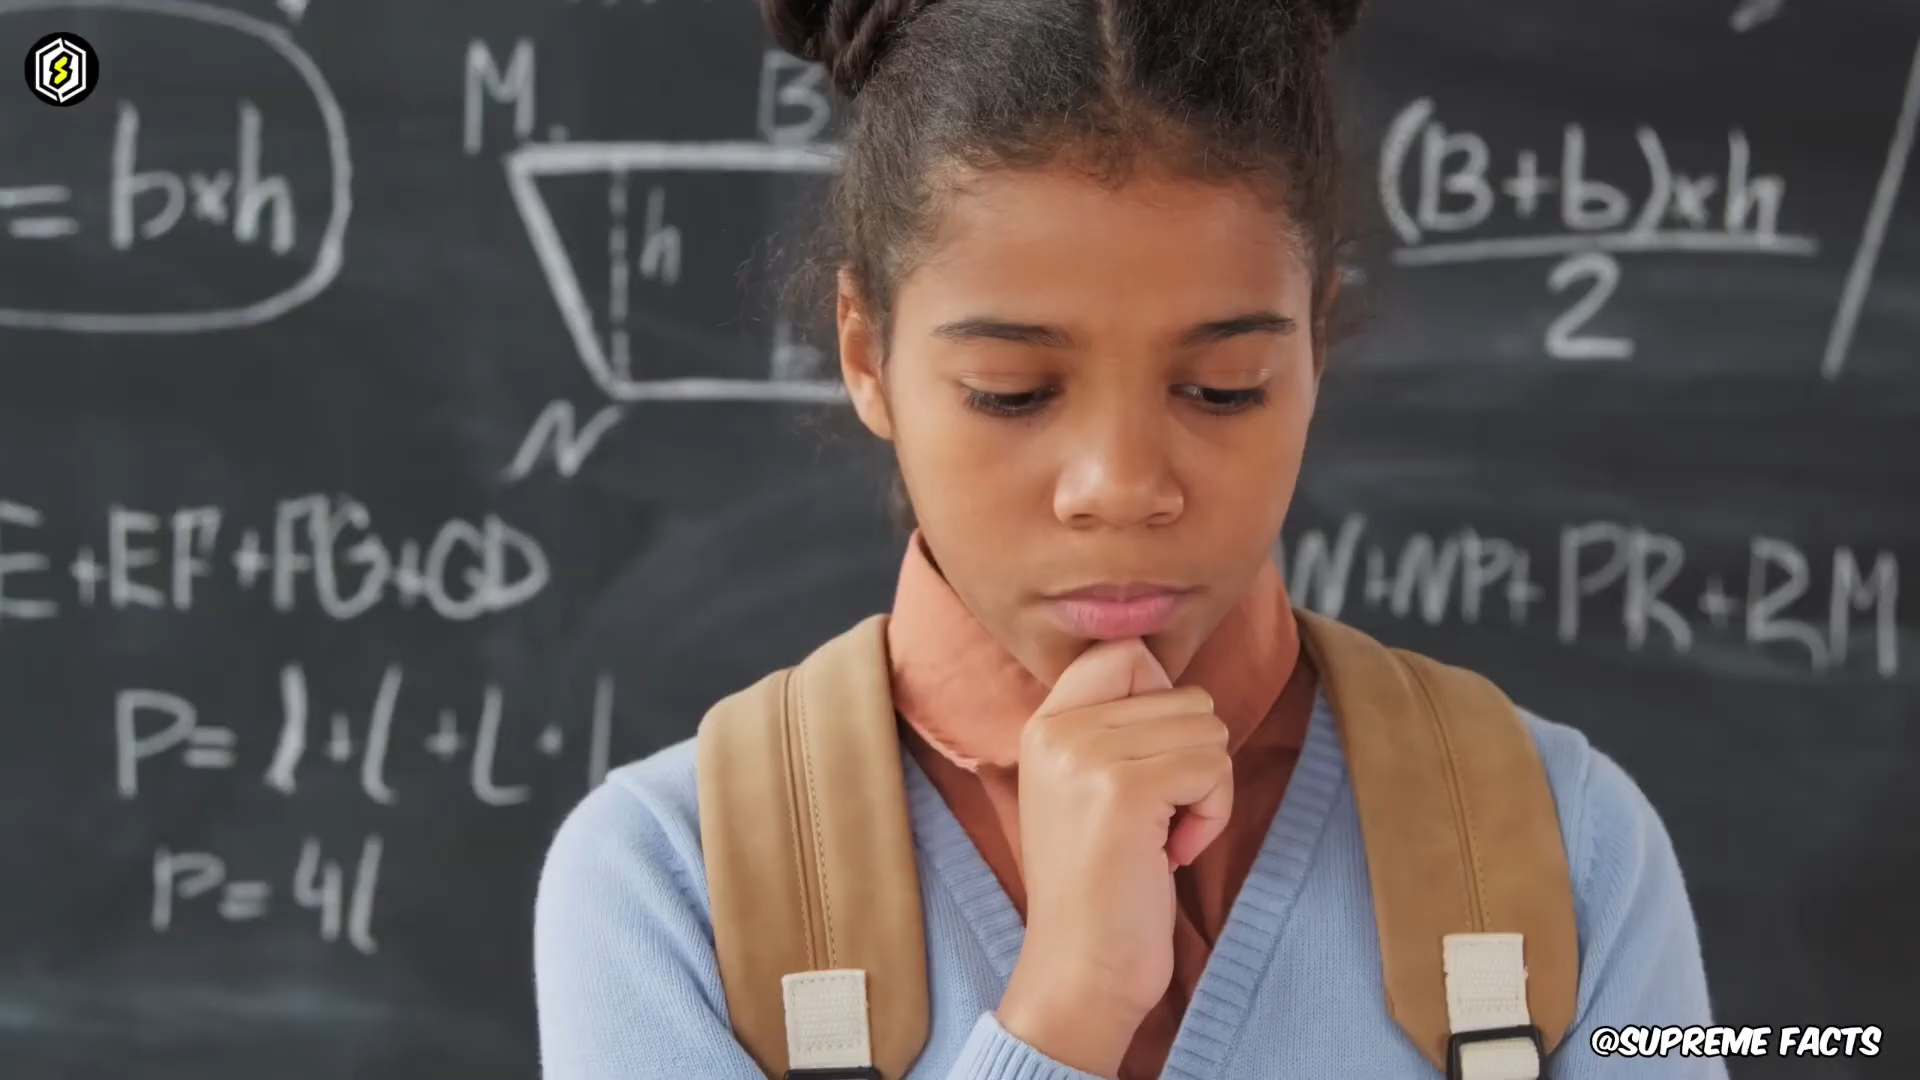 = b×h
M
B
h
N
(B+b)×h
2
E+EF+FG+GD
N+NP+PR+RM
P= l+l+l+l
P=4l
@SUPREME FACTS